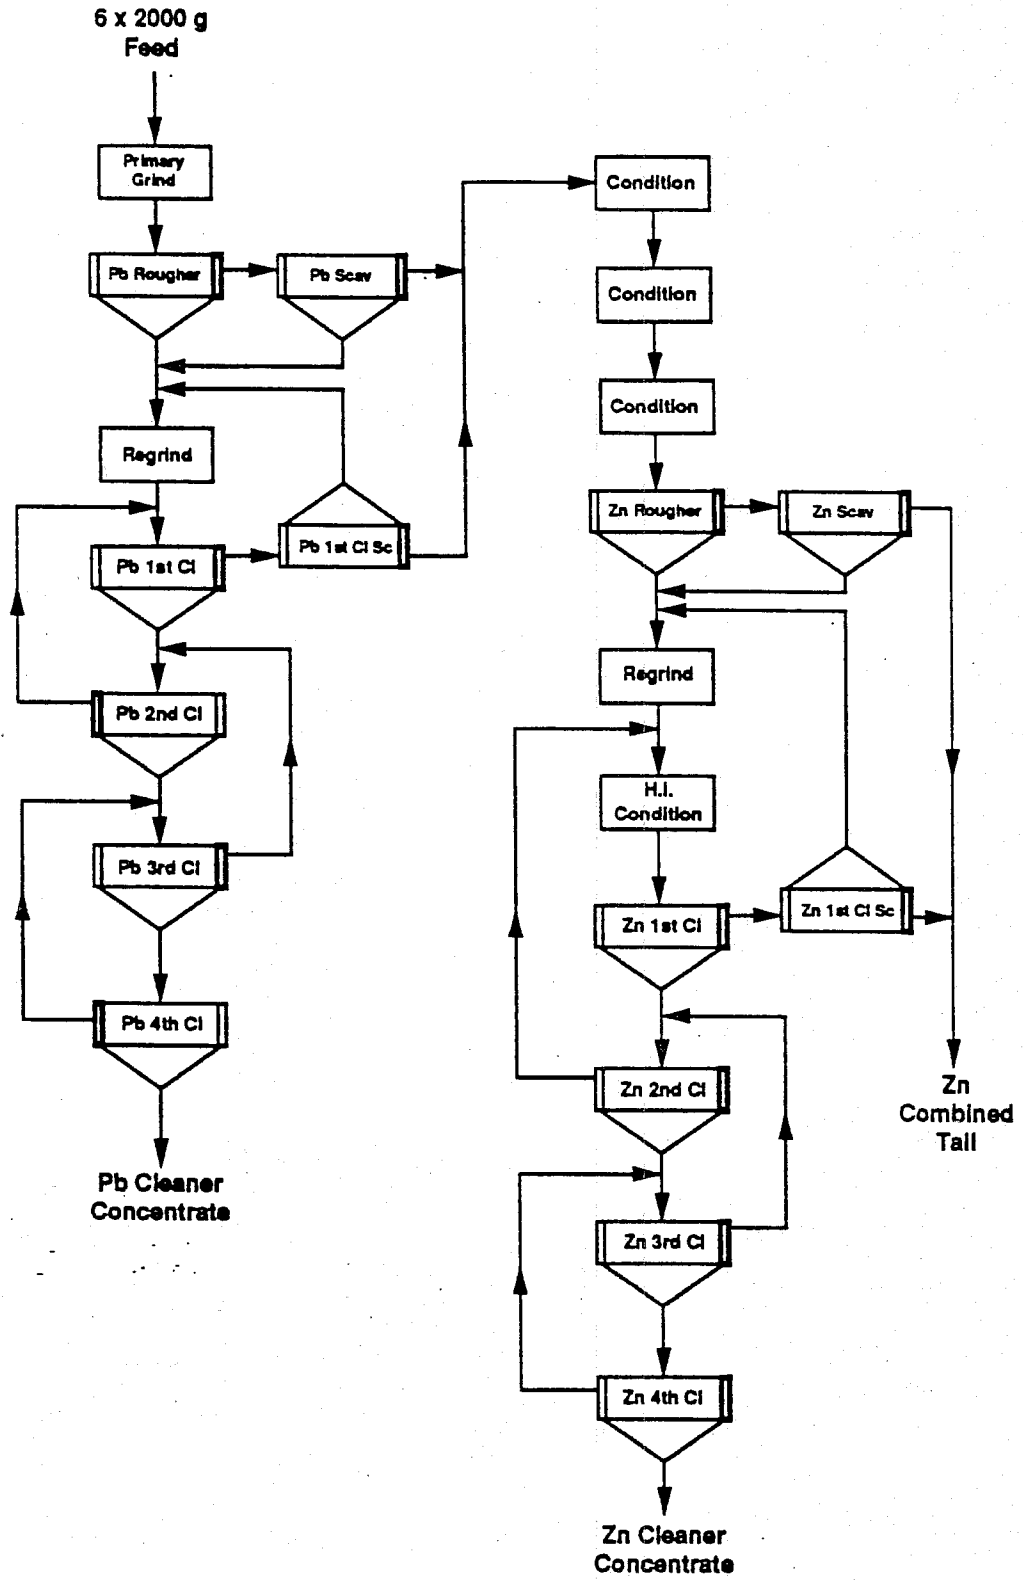 6 x 2000 g
Feed
Primary
Grind
Pb Rougher
Pb Scav
Regrind
Pb 1st Cl
Pb 1st Cl Sc
Pb 2nd Cl
Pb 3rd Cl
Pb 4th Cl
Pb Cleaner
Concentrate
Condition
Condition
Condition
Zn Rougher
Zn Scav
Regrind
H.I.
Condition
Zn 1st Cl
Zn 1st Cl Sc
Zn 2nd Cl
Zn
Combined
Tail
Zn 3rd Cl
Zn 4th Cl
Zn Cleaner
Concentrate